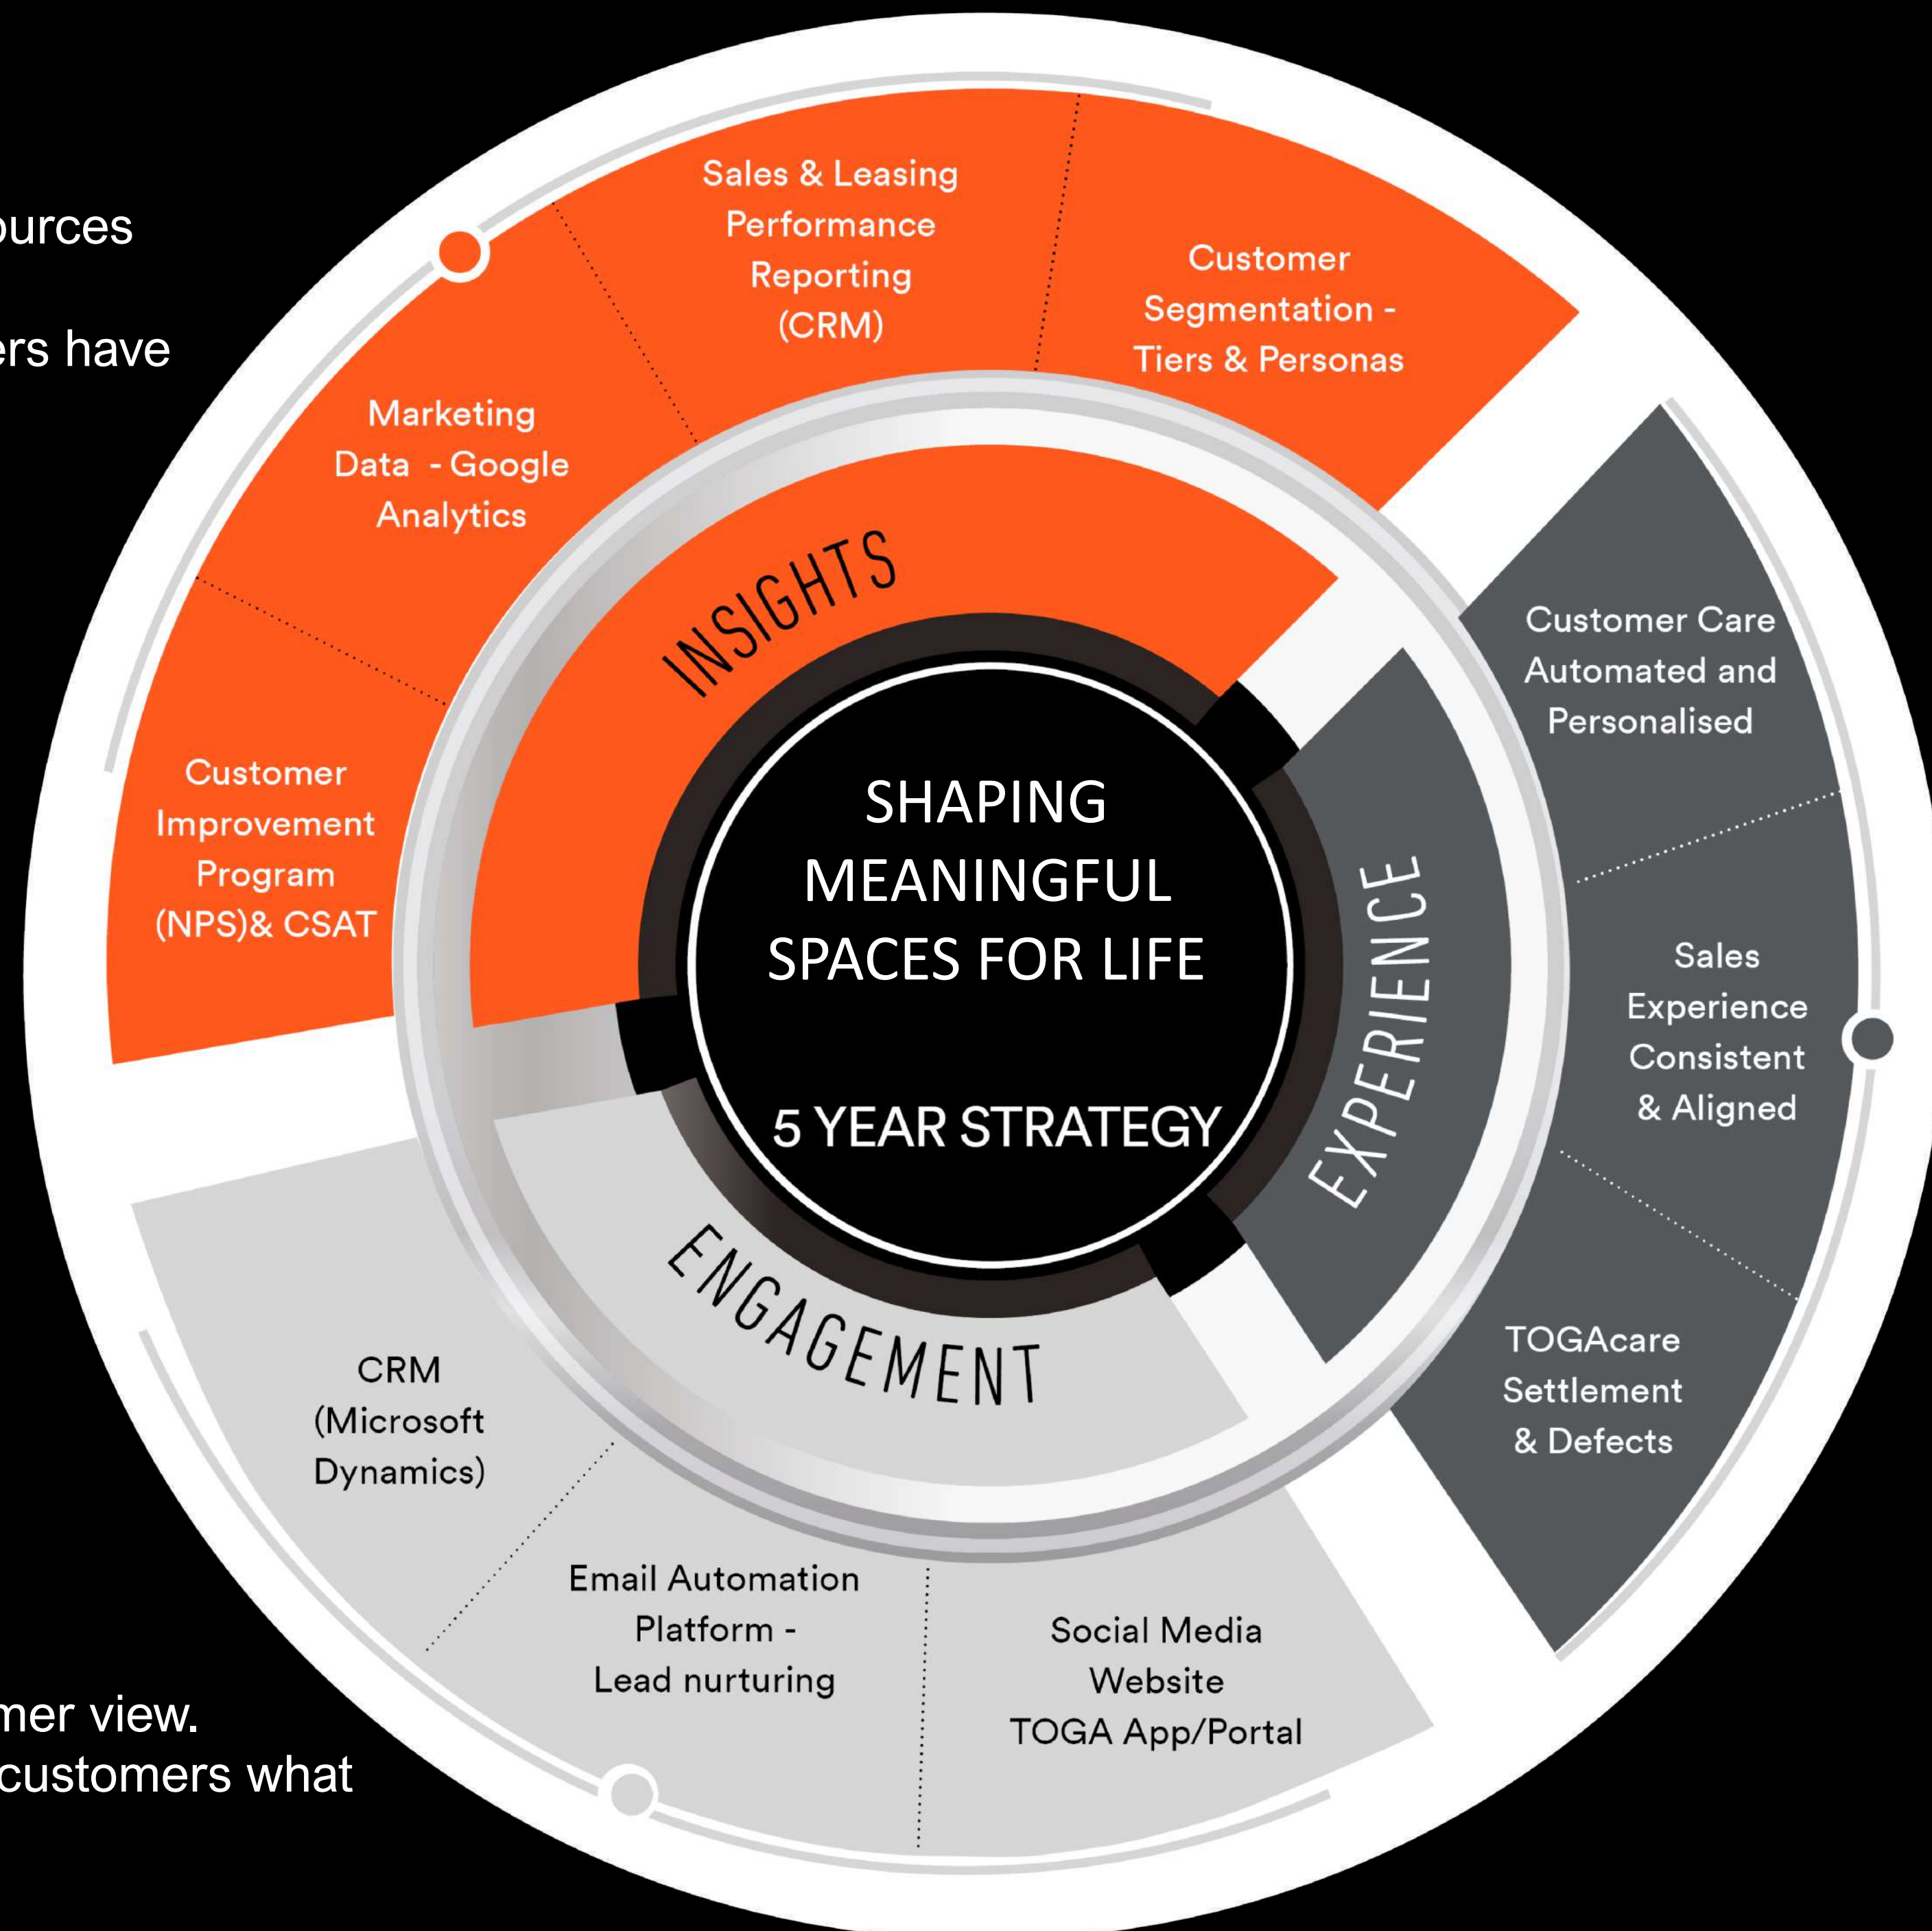 ources
ers have
mer view.
customers what
Sales & Leasing
Performance
Reporting
(CRM)
Customer
Segmentation -
Tiers & Personas
Marketing
Data - Google
Analytics
Customer
Improvement
Program
(NPS)& CSAT
INSIGHTS
Customer Care
Automated and
Personalised
Sales
Experience
Consistent
& Aligned
TOGAcare
Settlement
& Defects
EXPERIENCE
SHAPING
MEANINGFUL
SPACES FOR LIFE
5 YEAR STRATEGY
ENGAGEMENT
CRM
(Microsoft
Dynamics)
Email Automation
Platform -
Lead nurturing
Social Media
Website
TOGA App/Portal